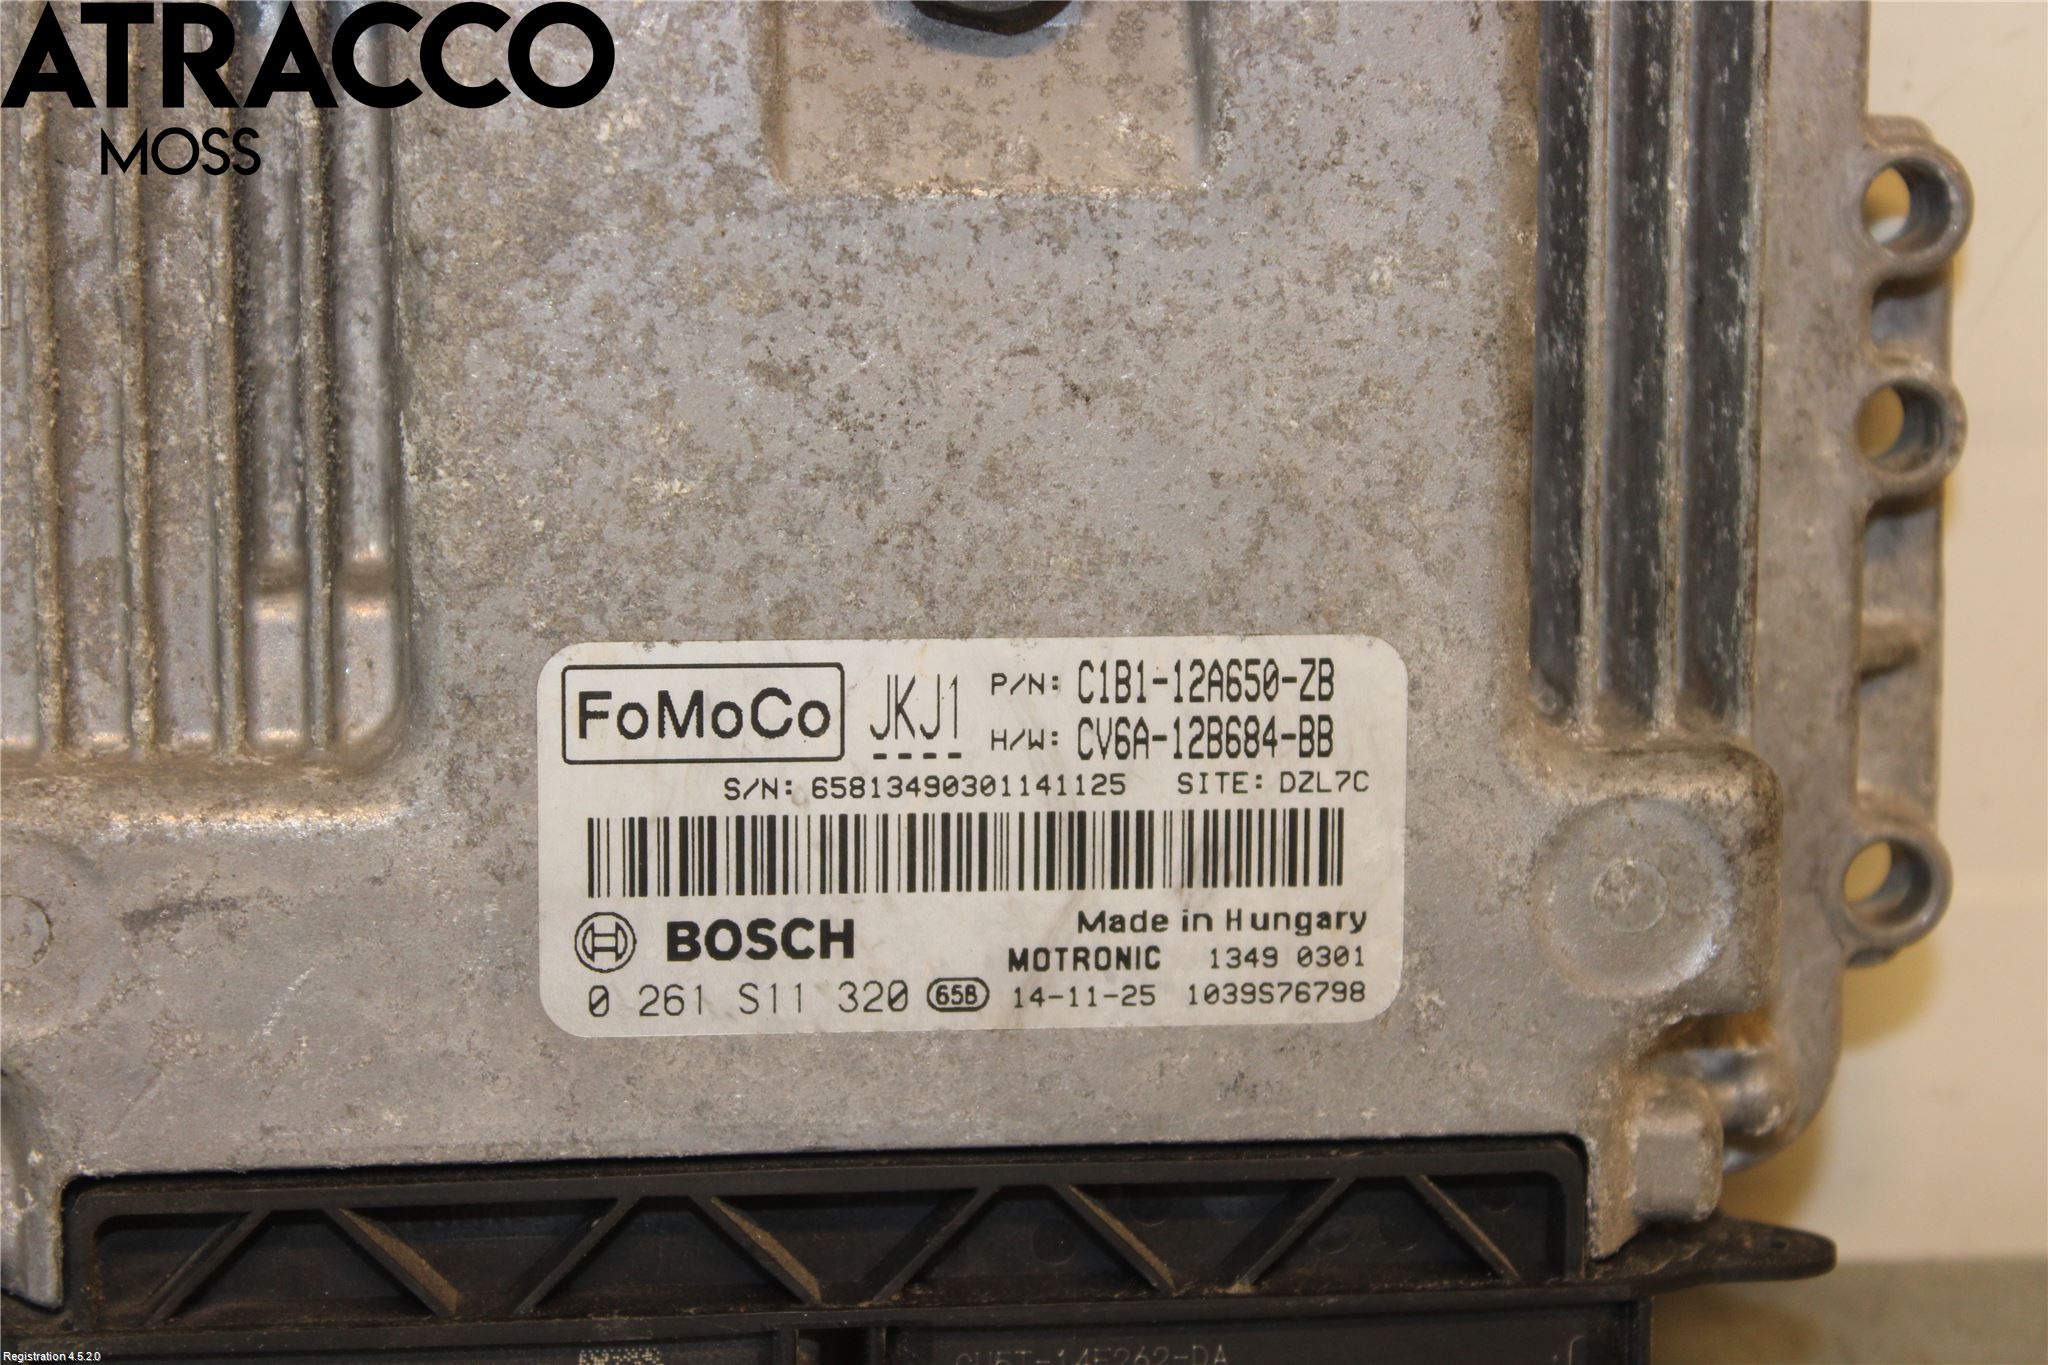 ATRACCO
MOSS
FoMoCo JKJ1 P/N: C1B1-12A650-ZB
H/W: CV6A-12B684-BB
S/N: 65813490301141125 SITE: DZL7C
BOSCH Made in Hungary
MOTRONIC 1349 0301
0 261 S11 320 65B 14-11-25 1039S76798
Registration 4.5.2.0